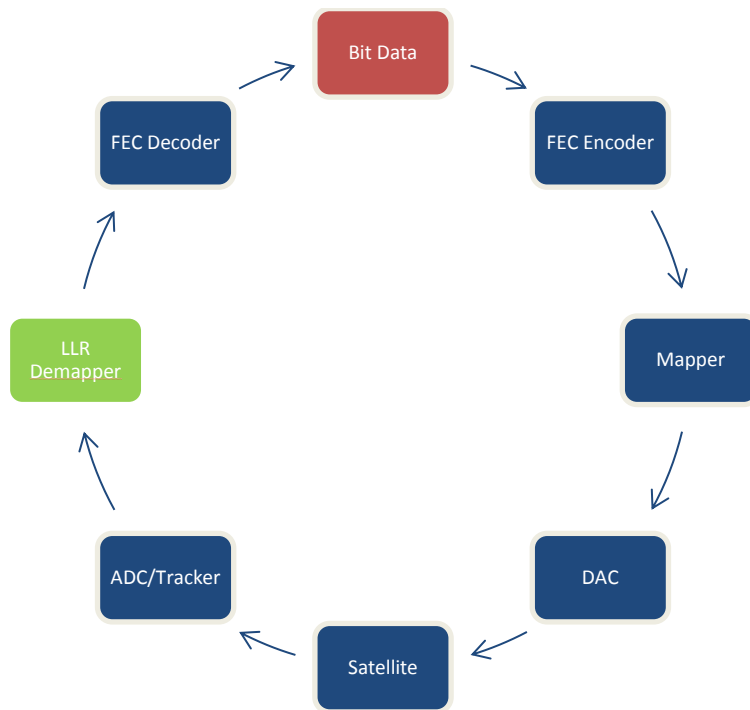 Bit Data
FEC Encoder
Mapper
DAC
Satellite
ADC/Tracker
LLR
Demapper
FEC Decoder